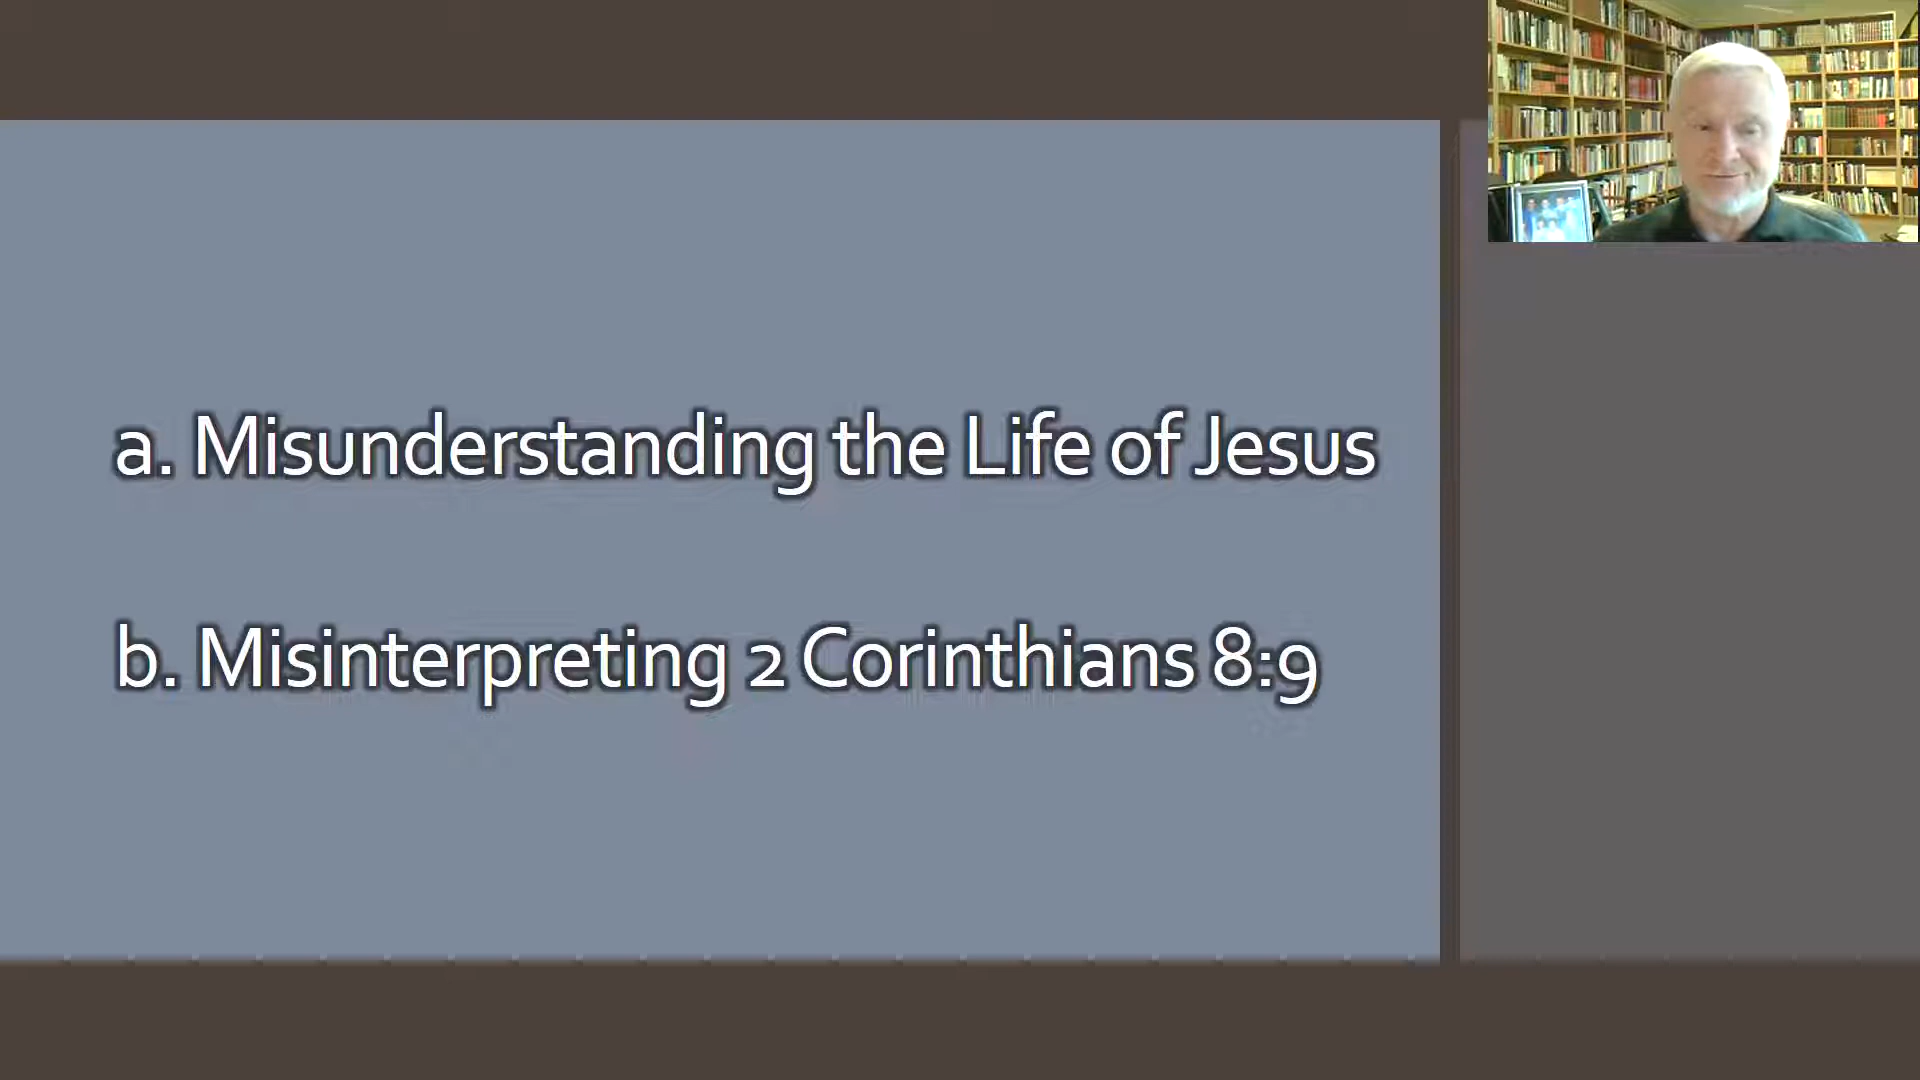 a. Misunderstanding the Life of Jesus
b. Misinterpreting 2 Corinthians 8:9